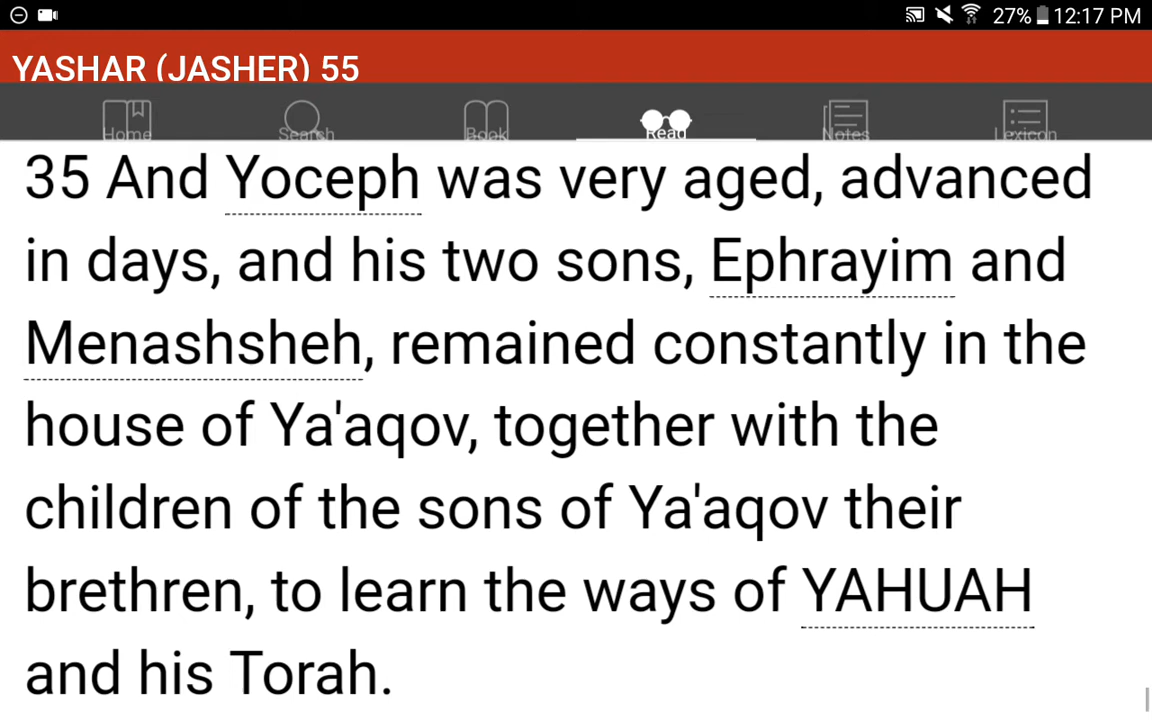 27% 12:17 PM
YASHAR (JASHER) 55
Home Search Book Read Notes Lexicon
35 And Yoceph was very aged, advanced
in days, and his two sons, Ephrayim and
Menashsheh, remained constantly in the
house of Ya'aqov, together with the
children of the sons of Ya'aqov their
brethren, to learn the ways of YAHUAH
and his Torah.